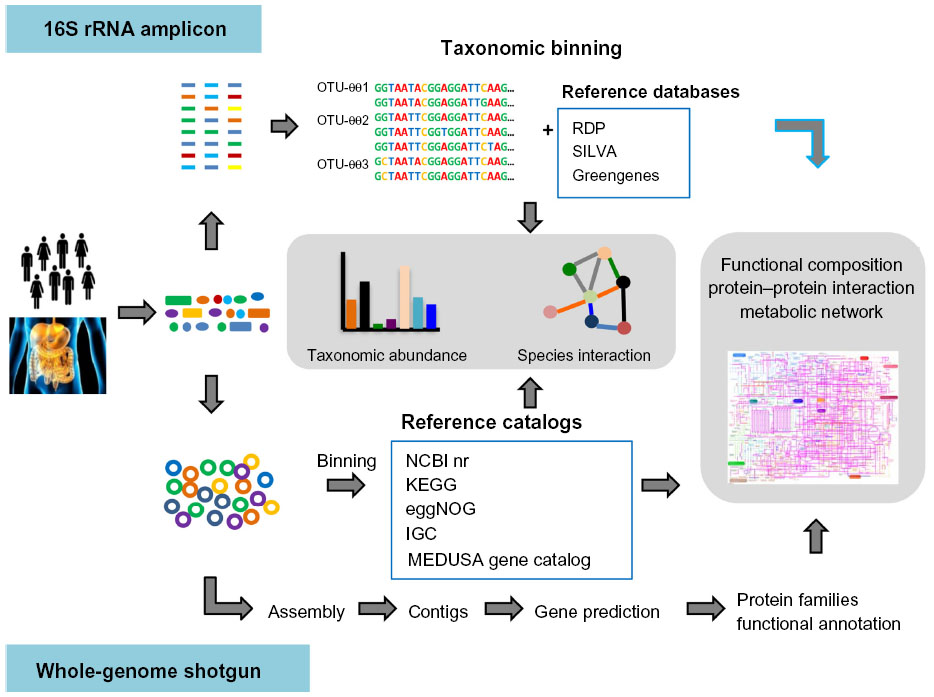 16S rRNA amplicon
Taxonomic binning
OTU-001 GGTAATACGGAGGATTCAAG...
GGTAATACGGAGGATTGAAG...
OTU-002 GGTAATTCGGAGGATTCAAG...
GGTAATTCGGTGGATTCAAG...
GGTAATTCGGAGGATTCTAG...
OTU-003 GCTAATACGGAGGATTCAAG...
GCTAATTCGGAGGATTCAAG...
+
Reference databases
RDP
SILVA
Greengenes
Taxonomic abundance
Species interaction
Functional composition
protein–protein interaction
metabolic network
Reference catalogs
Binning
NCBI nr
KEGG
eggNOG
IGC
MEDUSA gene catalog
Assembly
Contigs
Gene prediction
Protein families
functional annotation
Whole-genome shotgun